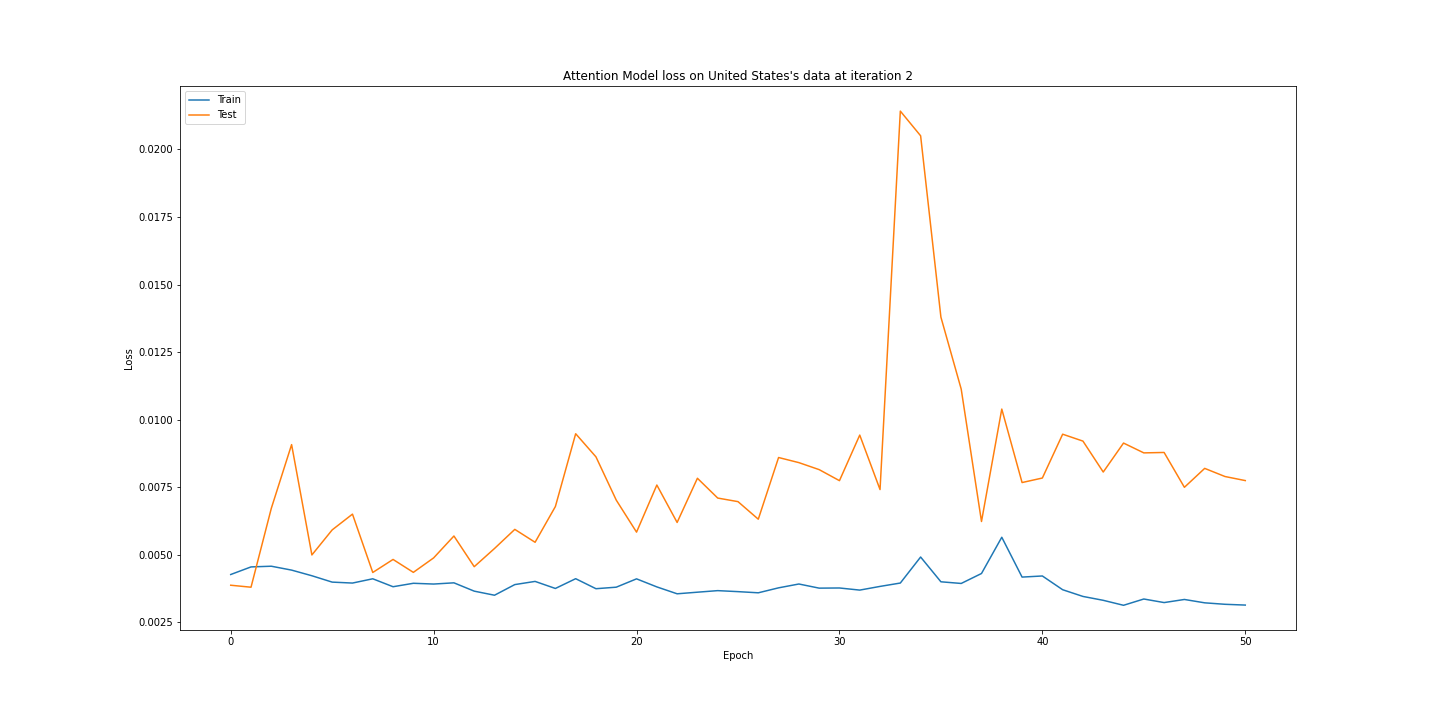 Attention Model loss on United States's data at iteration 2
Train
Test
0.0200
0.0175
0.0150
0.0125
0.0100
0.0075
0.0050
0.0025
Loss
0 10 20 30 40 50
Epoch